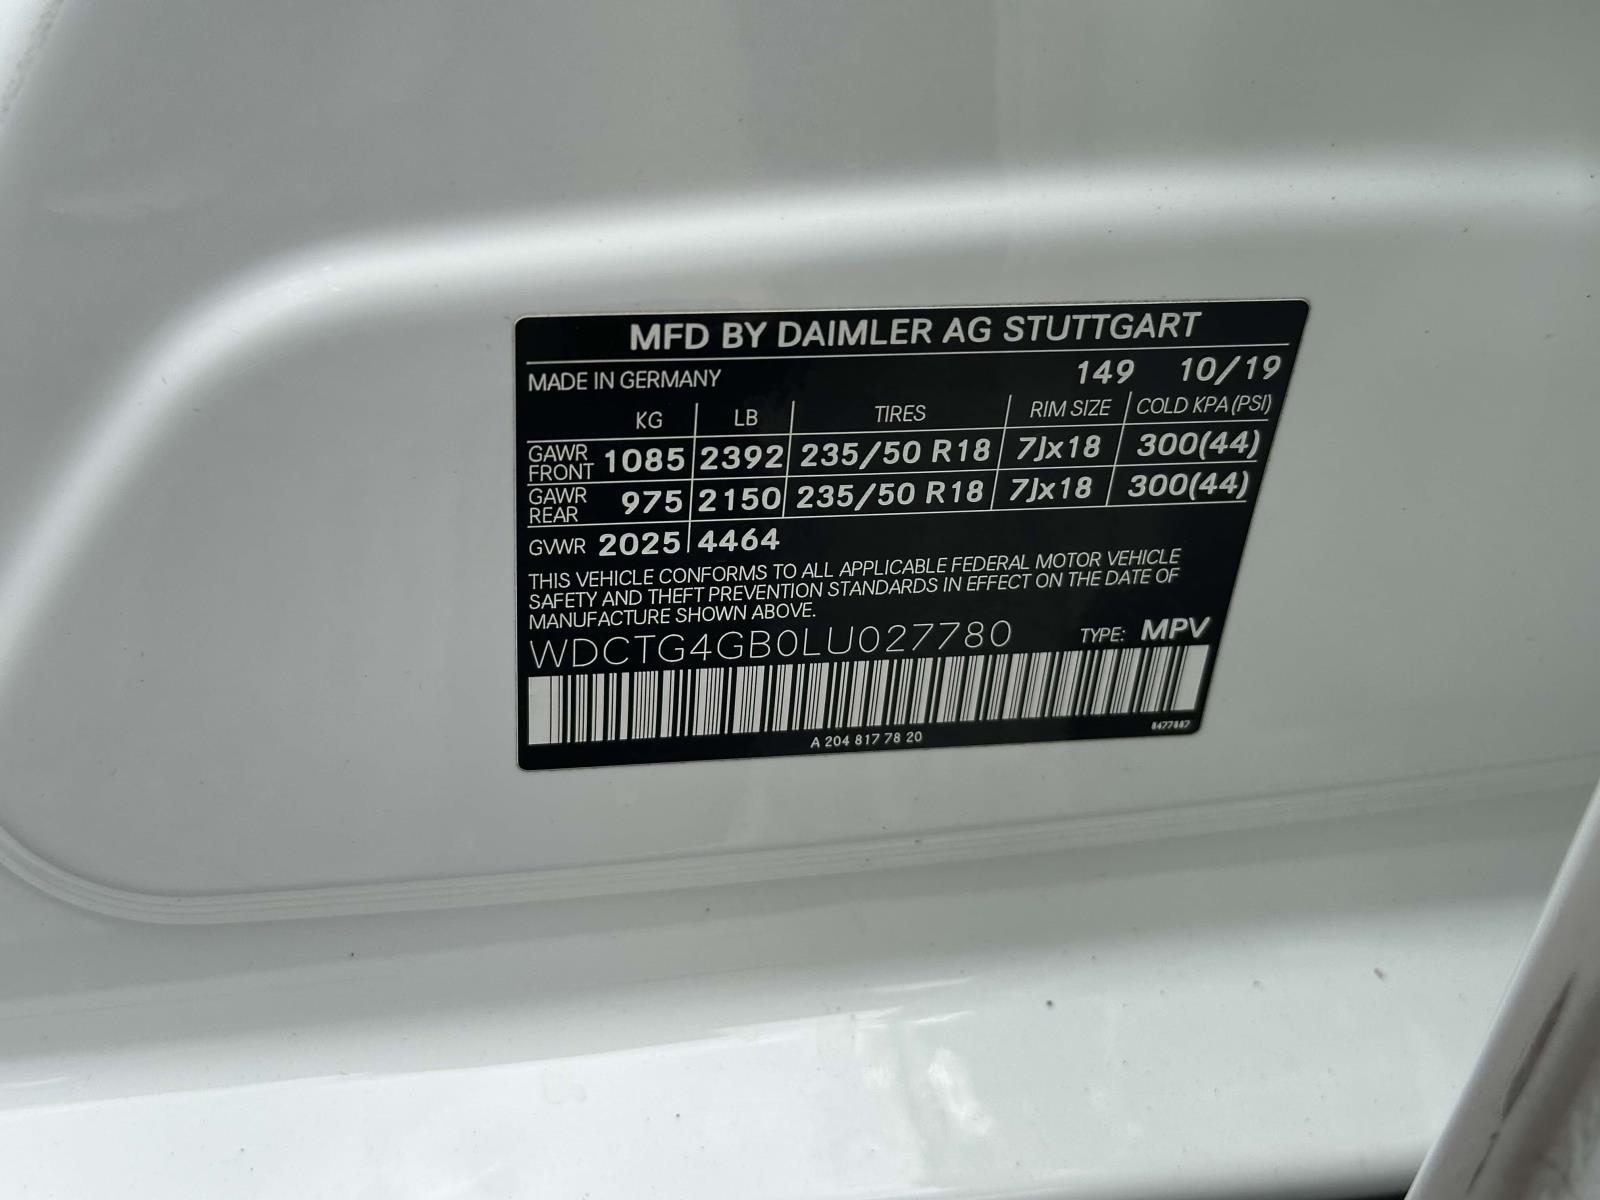 MFD BY DAIMLER AG STUTTGART
MADE IN GERMANY 149 10/19
KG LB TIRES RIM SIZE COLD KPA(PSI)
GAWR FRONT 1085 2392 235/50 R18 7Jx18 300(44)
GAWR REAR 975 2150 235/50 R18 7Jx18 300(44)
GVWR 2025 4464
THIS VEHICLE CONFORMS TO ALL APPLICABLE FEDERAL MOTOR VEHICLE
SAFETY AND THEFT PREVENTION STANDARDS IN EFFECT ON THE DATE OF
MANUFACTURE SHOWN ABOVE.
WDCTG4GB0LU027780 TYPE: MPV
A 204 817 78 20